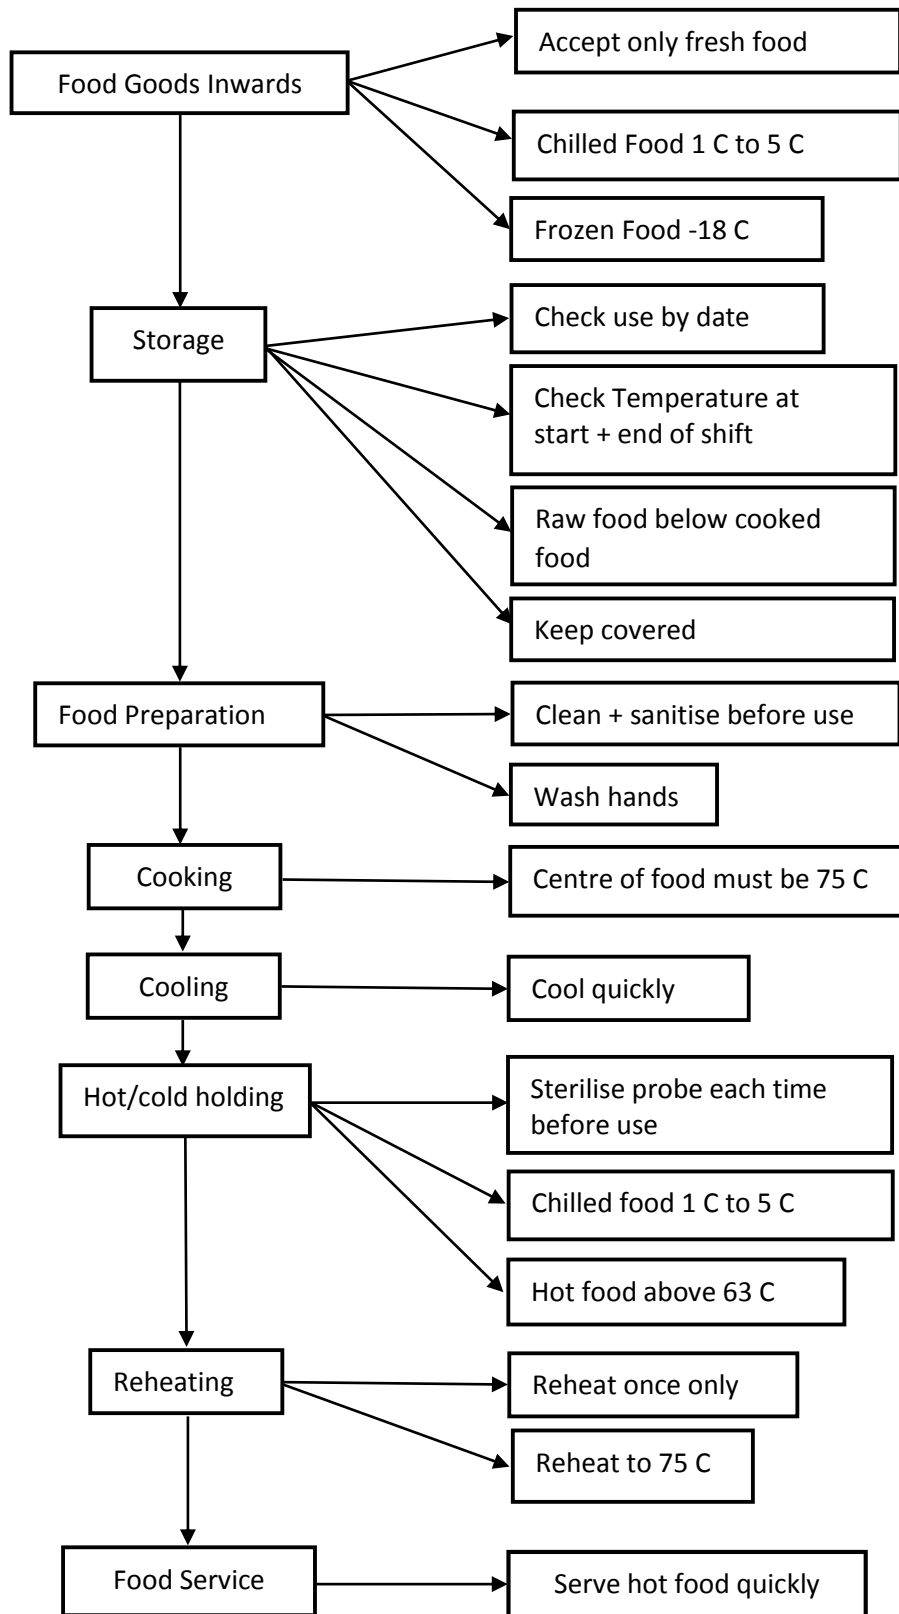 Food Goods Inwards
Accept only fresh food
Chilled Food 1 C to 5 C
Frozen Food -18 C
Storage
Check use by date
Check Temperature at
start + end of shift
Raw food below cooked
food
Keep covered
Food Preparation
Clean + sanitise before use
Wash hands
Cooking
Centre of food must be 75 C
Cooling
Cool quickly
Hot/cold holding
Sterilise probe each time
before use
Chilled food 1 C to 5 C
Hot food above 63 C
Reheating
Reheat once only
Reheat to 75 C
Food Service
Serve hot food quickly